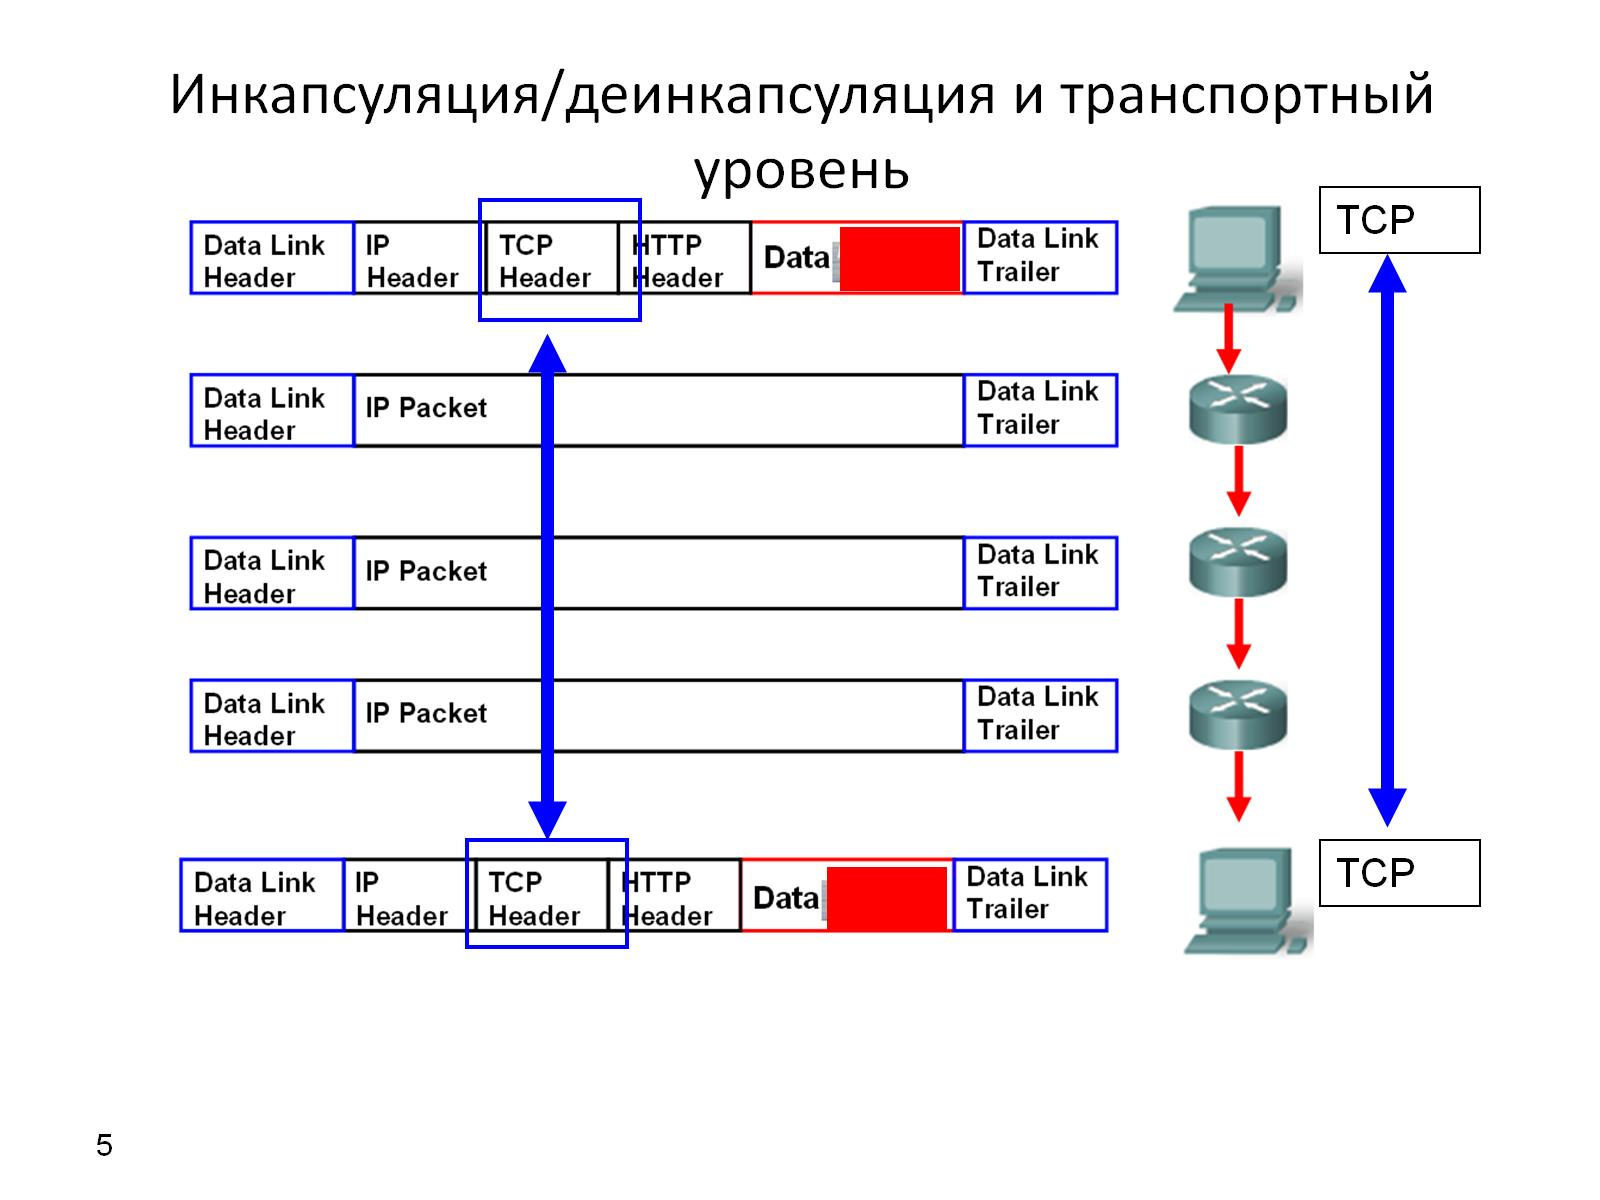 Инкапсуляция/деинкапсуляция и транспортный
уровень
TCP
Data Link
Header
IP
Header
TCP
Header
HTTP
Header
Data
Data Link
Trailer
Data Link
Header
IP Packet
Data Link
Trailer
Data Link
Header
IP Packet
Data Link
Trailer
Data Link
Header
IP Packet
Data Link
Trailer
Data Link
Header
IP
Header
TCP
Header
HTTP
Header
Data
Data Link
Trailer
TCP
5